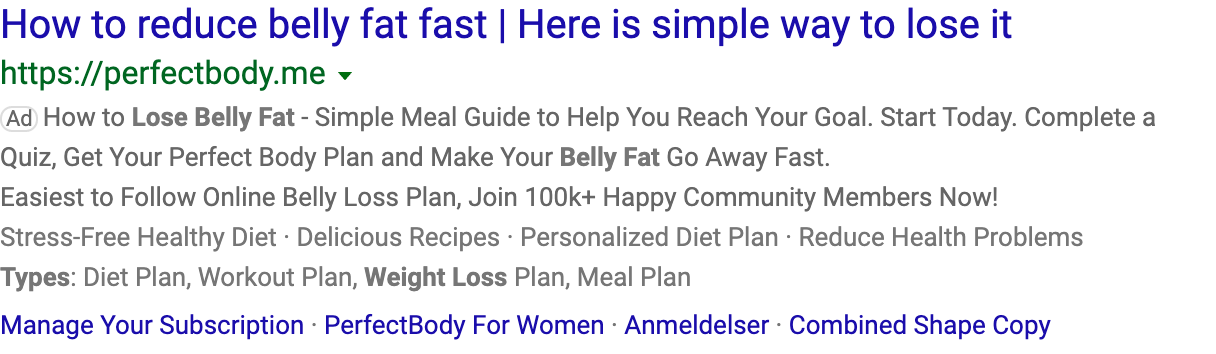 How to reduce belly fat fast | Here is simple way to lose it
https://perfectbody.me
Ad How to Lose Belly Fat - Simple Meal Guide to Help You Reach Your Goal. Start Today. Complete a
Quiz, Get Your Perfect Body Plan and Make Your Belly Fat Go Away Fast.
Easiest to Follow Online Belly Loss Plan, Join 100k+ Happy Community Members Now!
Stress-Free Healthy Diet · Delicious Recipes · Personalized Diet Plan · Reduce Health Problems
Types: Diet Plan, Workout Plan, Weight Loss Plan, Meal Plan
Manage Your Subscription · PerfectBody For Women · Anmeldelser · Combined Shape Copy